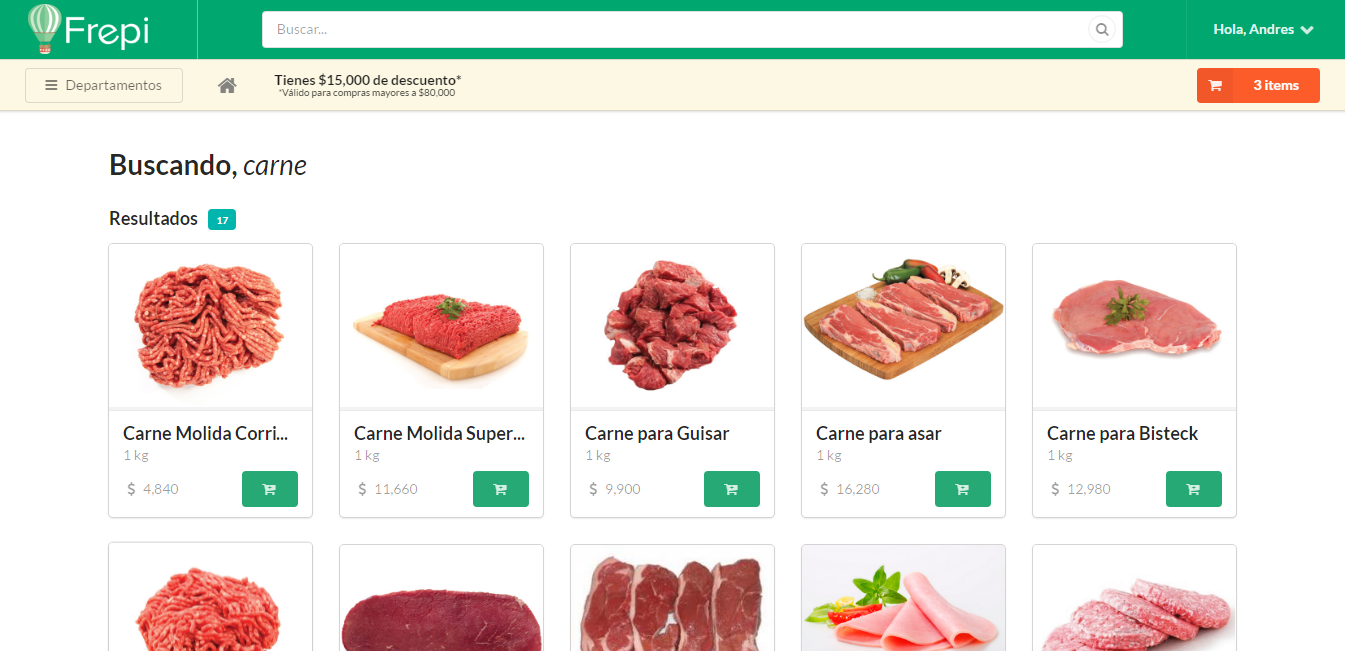 Frepi
Buscar...
Hola, Andres
Departamentos
Tienes $15,000 de descuento*
*Válido para compras mayores a $80,000
3 items
Buscando, carne
Resultados 17
Carne Molida Corri...
1 kg
$ 4,840
Carne Molida Super...
1 kg
$ 11,660
Carne para Guisar
1 kg
$ 9,900
Carne para asar
1 kg
$ 16,280
Carne para Bisteck
1 kg
$ 12,980